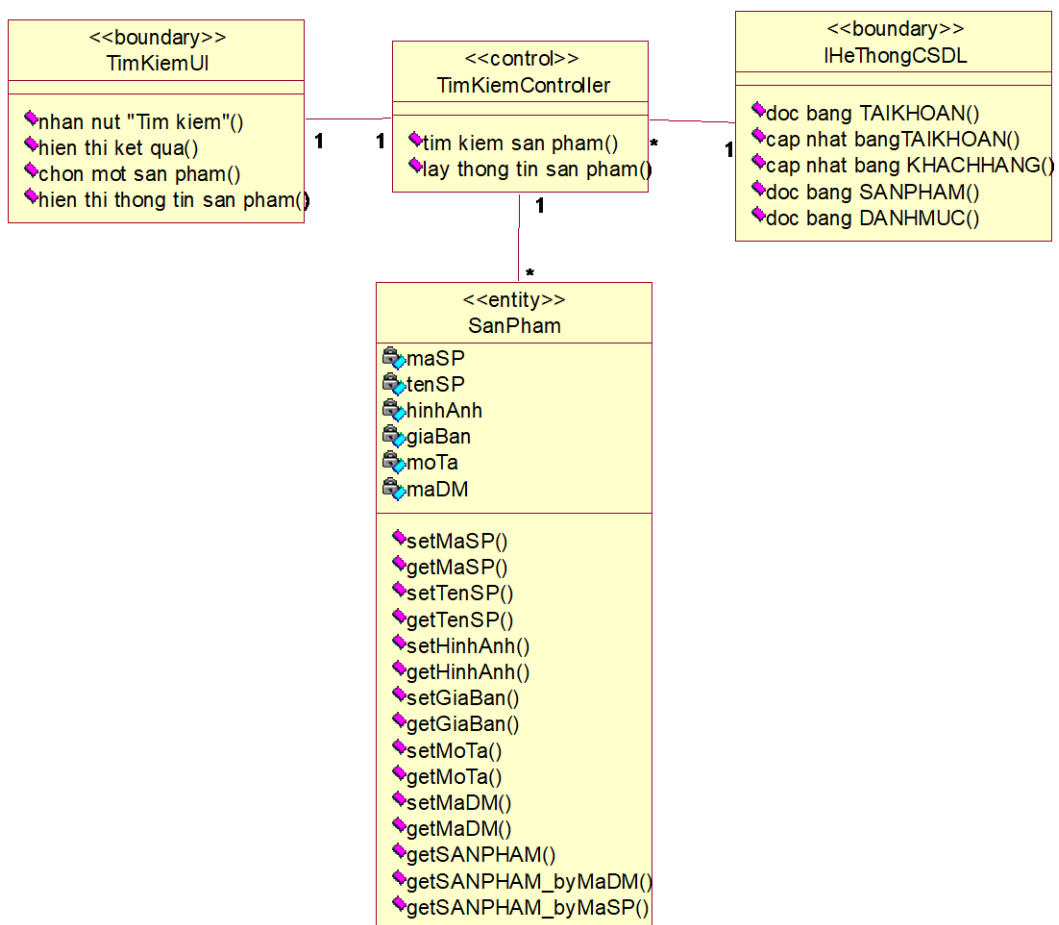 <<boundary>>
TimKiemUI
nhan nut "Tim kiem"()
hien thi ket qua()
chon mot san pham()
hien thi thong tin san pham()
1
1
<<control>>
TimKiemController
tim kiem san pham()
lay thong tin san pham()
*
1
<<boundary>>
IHeThongCSDL
doc bang TAIKHOAN()
cap nhat bangTAIKHOAN()
cap nhat bang KHACHHANG()
doc bang SANPHAM()
doc bang DANHMUC()
1
*
<<entity>>
SanPham
maSP
tenSP
hinhAnh
giaBan
moTa
maDM
setMaSP()
getMaSP()
setTenSP()
getTenSP()
setHinhAnh()
getHinhAnh()
setGiaBan()
getGiaBan()
setMoTa()
getMoTa()
setMaDM()
getMaDM()
getSANPHAM()
getSANPHAM_byMaDM()
getSANPHAM_byMaSP()